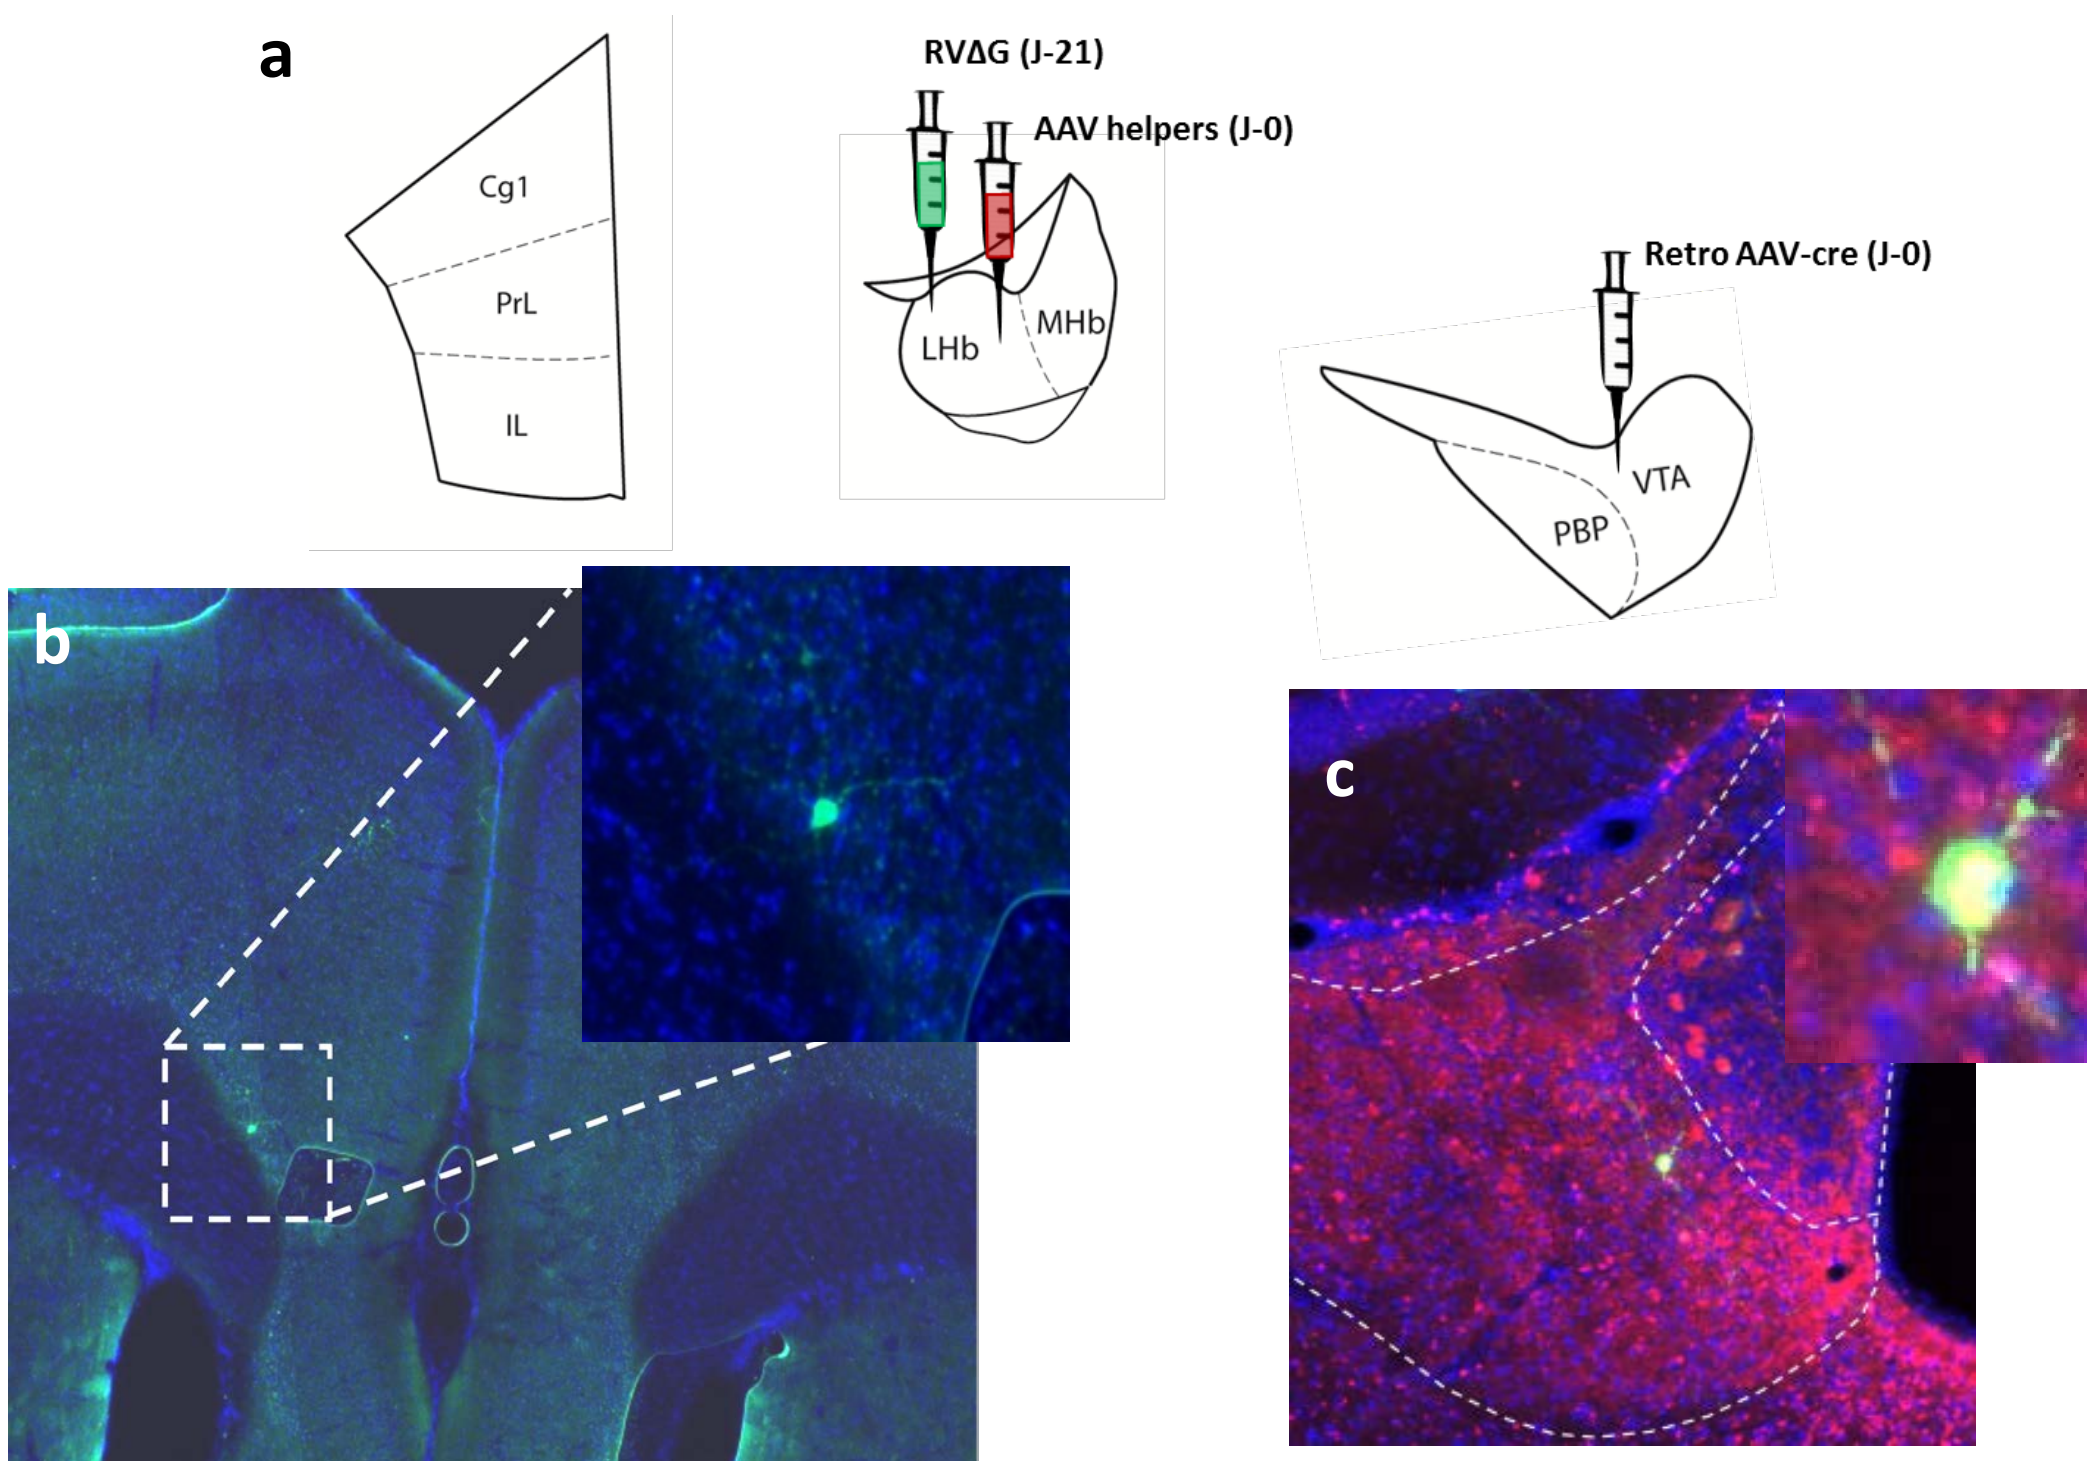 a
RVΔG (J-21)
AAV helpers (J-0)
Cg1
PrL
IL
LHb
MHb
Retro AAV-cre (J-0)
VTA
PBP
b
c